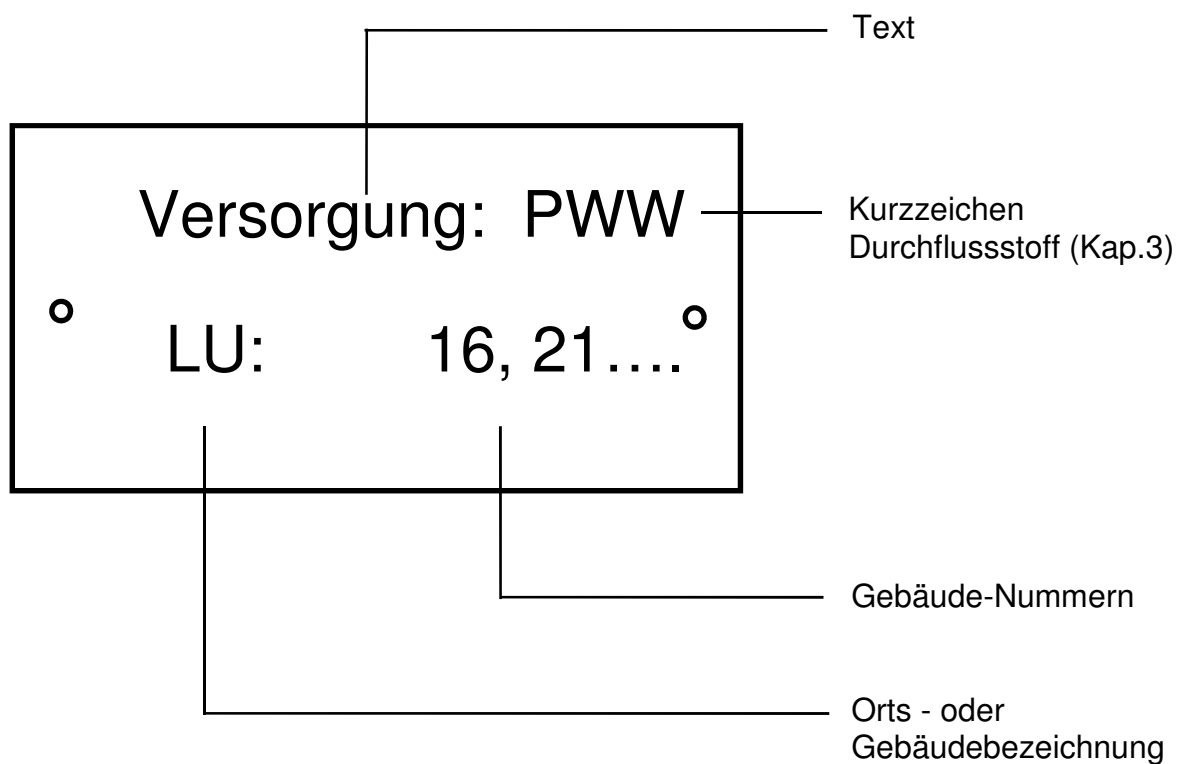 Text
Versorgung: PWW
Kurzzeichen
Durchflussstoff (Kap.3)
LU: 16, 21....
Gebäude-Nummern
Orts - oder
Gebäudebezeichnung